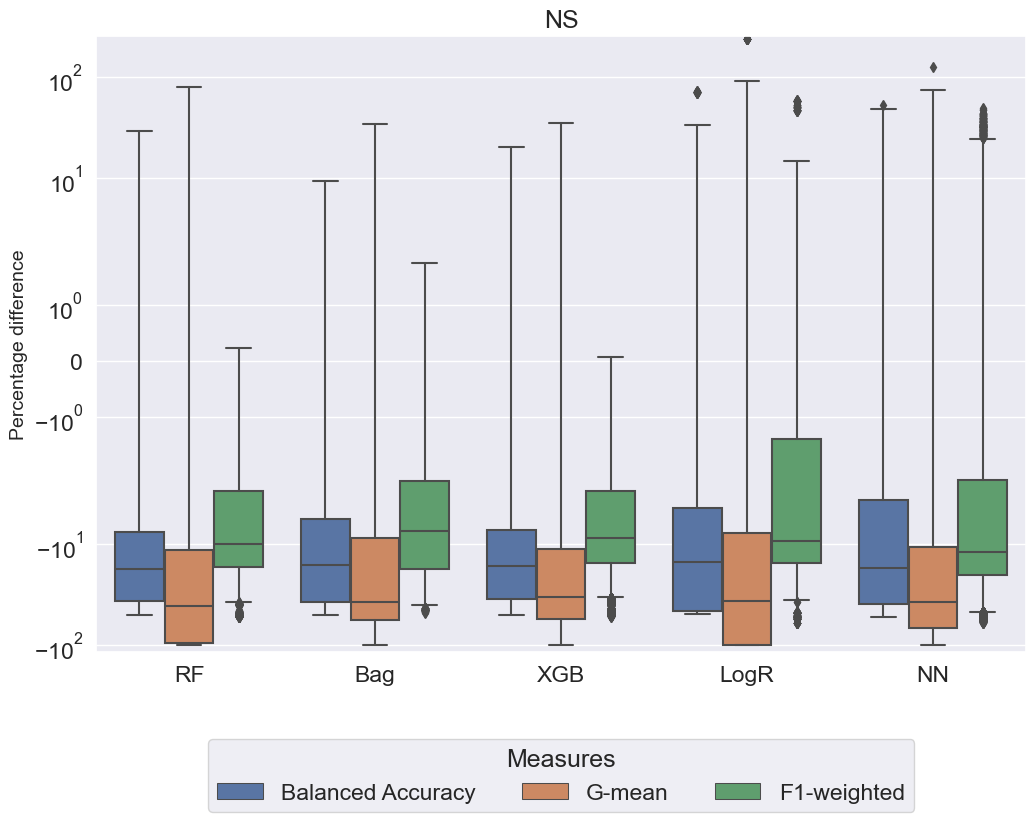 NS
Percentage difference
10²
10¹
10⁰
0
−10⁰
−10¹
−10²
RF Bag XGB LogR NN
Measures
Balanced Accuracy G-mean F1-weighted